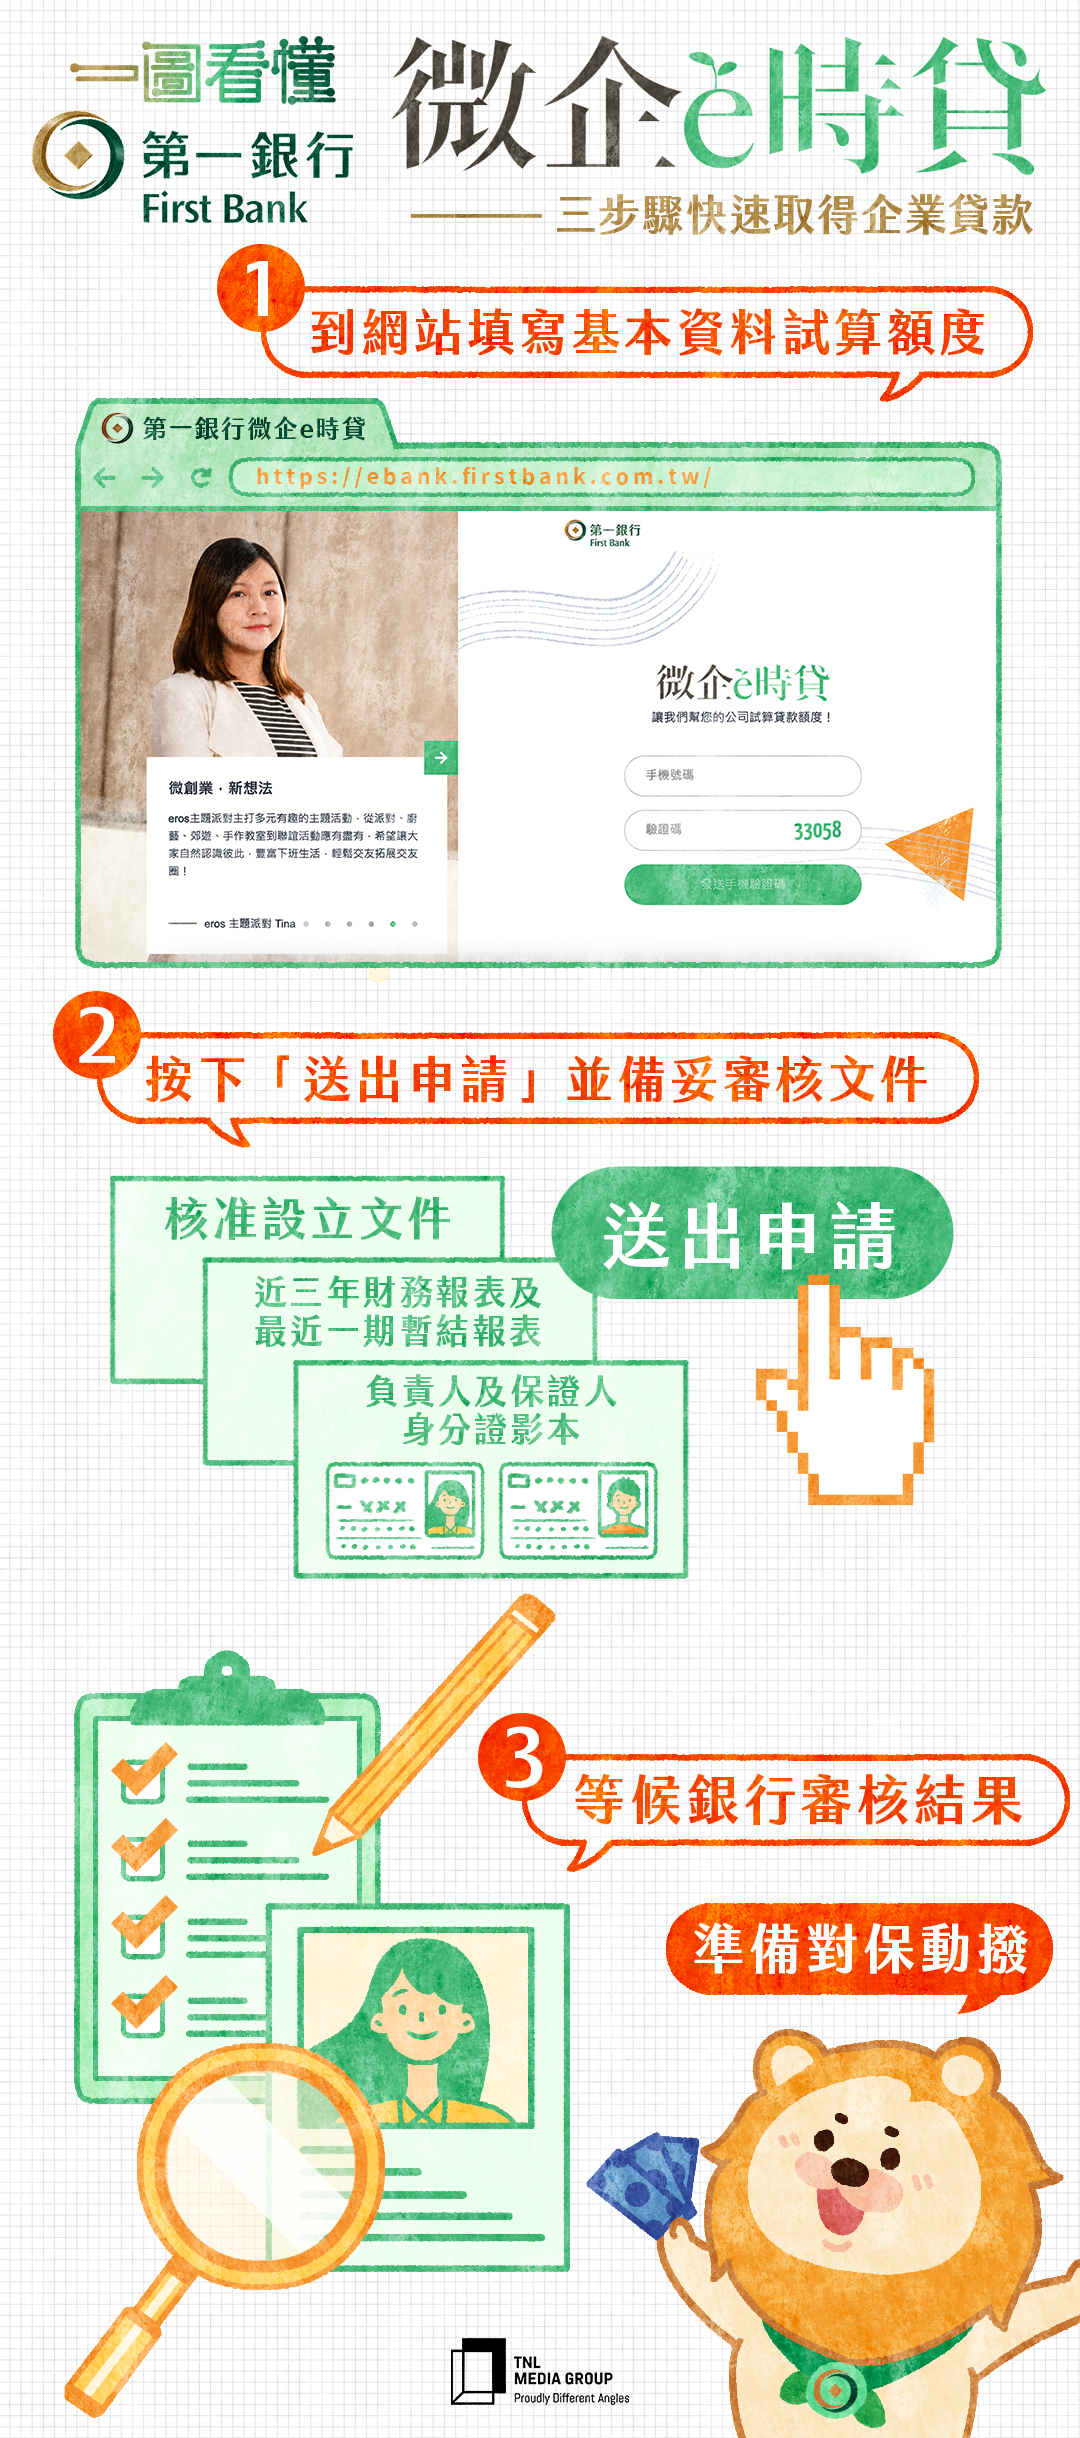 一圖看懂
第一銀行
First Bank
微企e時貸
三步驟快速取得企業貸款
1
到網站填寫基本資料試算額度
第一銀行微企e時貸
https://ebank.firstbank.com.tw/
第一銀行
First Bank
微企e時貸
讓我們幫您的公司試算貸款額度！
手機號碼
驗證碼 33058
發送手機驗證碼
微創業，新想法
eros主題派對主打多元有趣的主題活動，從派對、廚
藝、郊遊、手作教室到聯誼活動應有盡有，希望讓大
家自然認識彼此，豐富下班生活，輕鬆交友拓展交友
圈！
eros 主題派對 Tina
2
按下「送出申請」並備妥審核文件
核准設立文件
近三年財務報表及
最近一期暫結報表
負責人及保證人
身分證影本
送出申請
3
等候銀行審核結果
準備對保動撥
TNL
MEDIA GROUP
Proudly Different Angles